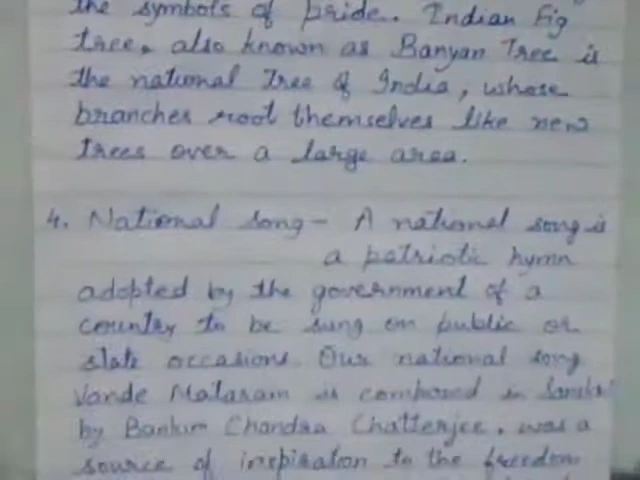 the symbols of pride. Indian Fig
tree, also known as Banyan Tree is
the national Tree of India, whose
branches root themselves like new
trees over a large area.
4. National song - A national song is
a patriotic hymn
adopted by the government of a
country to be sung on public or
state occasions. Our national song
Vande Mataram is composed in
by Bankim Chandra Chatterjee. was a
source of inspiration to the freedom